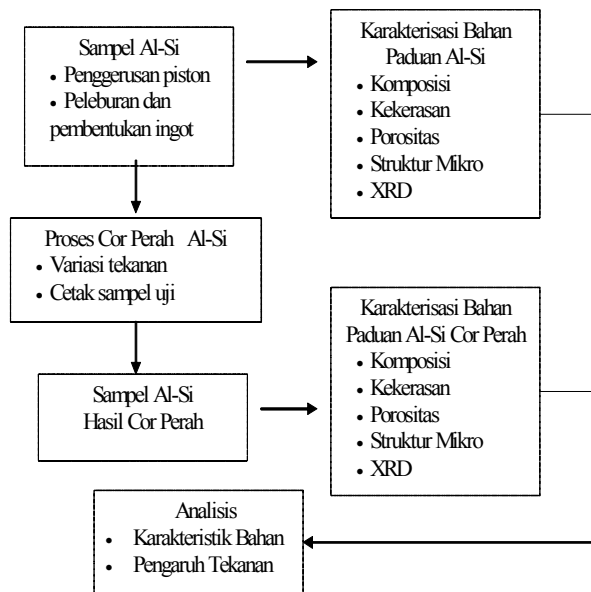 Sampel Al-Si
• Penggerusan piston
• Peleburan dan
pembentukan ingot
Karakterisasi Bahan
Paduan Al-Si
• Komposisi
• Kekerasan
• Porositas
• Struktur Mikro
• XRD
Proses Cor Perah Al-Si
• Variasi tekanan
• Cetak sampel uji
Karakterisasi Bahan
Paduan Al-Si Cor Perah
• Komposisi
• Kekerasan
• Porositas
• Struktur Mikro
• XRD
Sampel Al-Si
Hasil Cor Perah
Analisis
• Karakteristik Bahan
• Pengaruh Tekanan